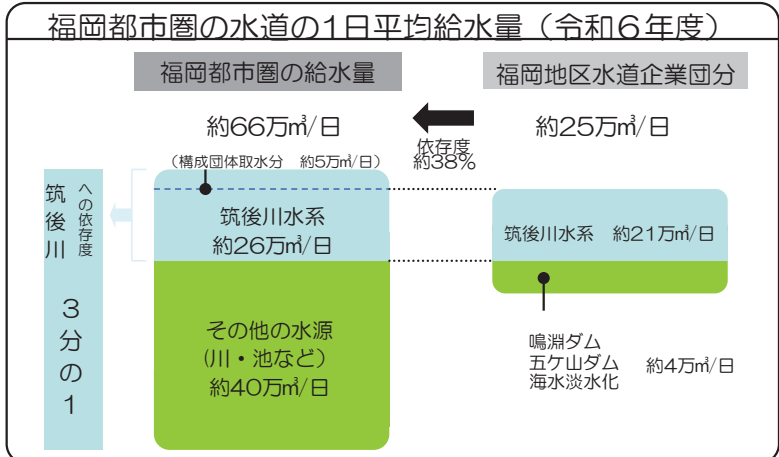 福岡都市圏の水道の1日平均給水量（令和6年度）
福岡都市圏の給水量
福岡地区水道企業団分
約66万㎥/日
依存度
約38%
約25万㎥/日
（構成団体取水分　約5万㎥/日）
筑後川
への依存度
3分の1
筑後川水系
約26万㎥/日
筑後川水系　約21万㎥/日
その他の水源
(川・池など)
約40万㎥/日
鳴淵ダム
五ケ山ダム　約4万㎥/日
海水淡水化